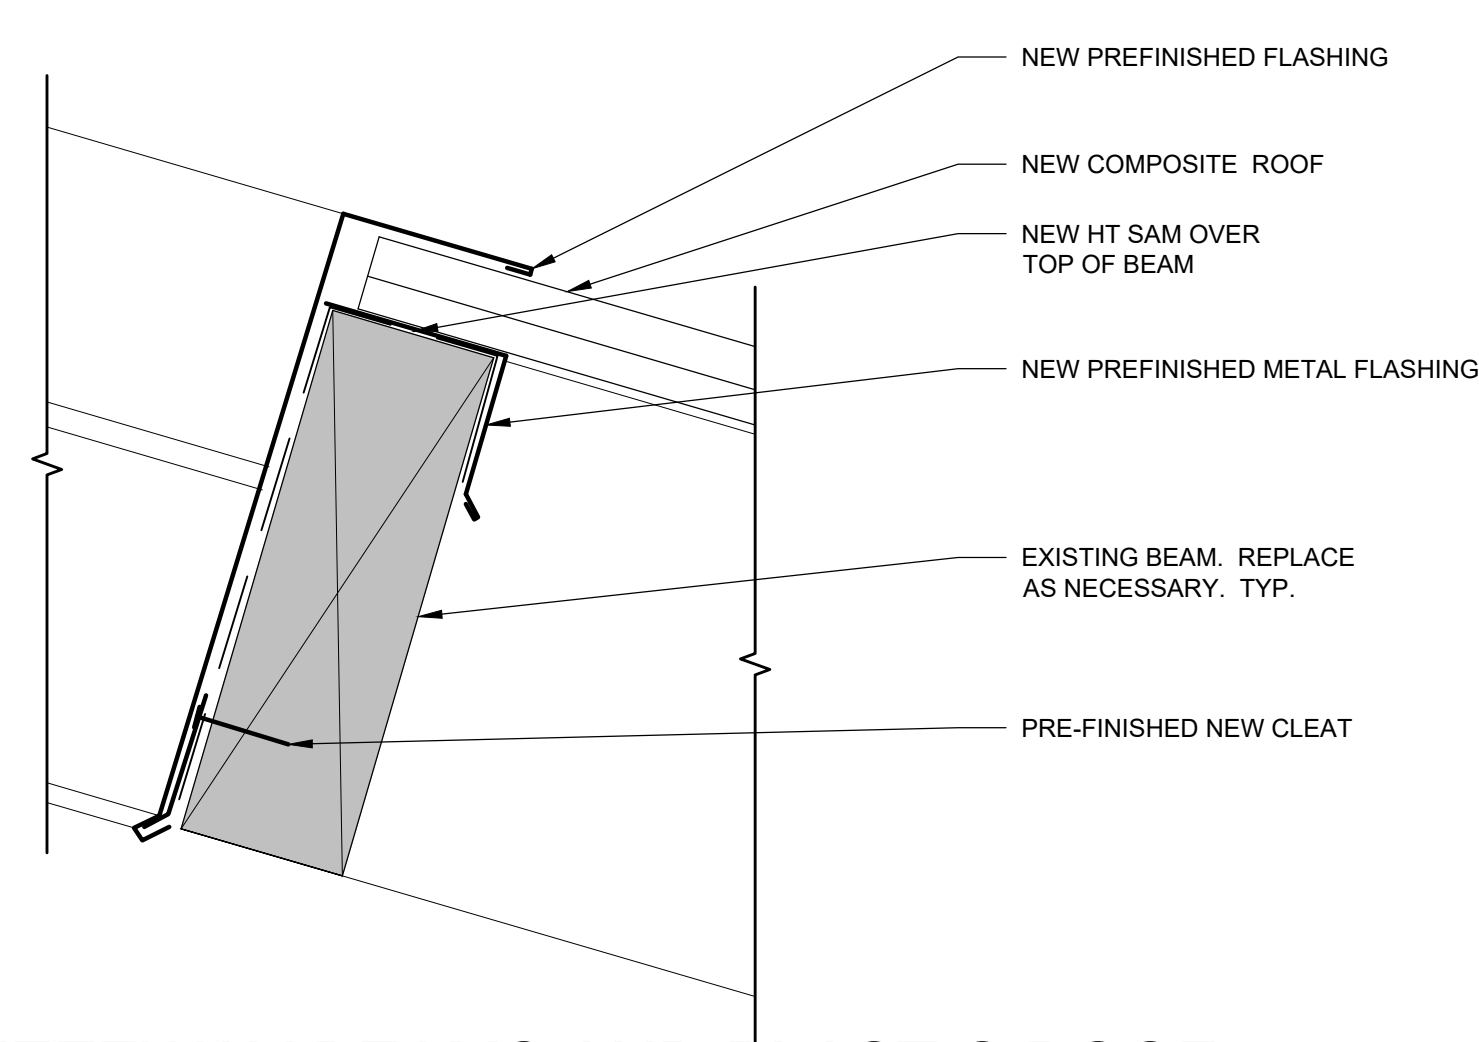 NEW PREFINISHED FLASHING
NEW COMPOSITE  ROOF
NEW HT SAM OVER
TOP OF BEAM
NEW PREFINISHED METAL FLASHING
EXISTING BEAM.  REPLACE
AS NECESSARY.  TYP.
PRE-FINISHED NEW CLEAT